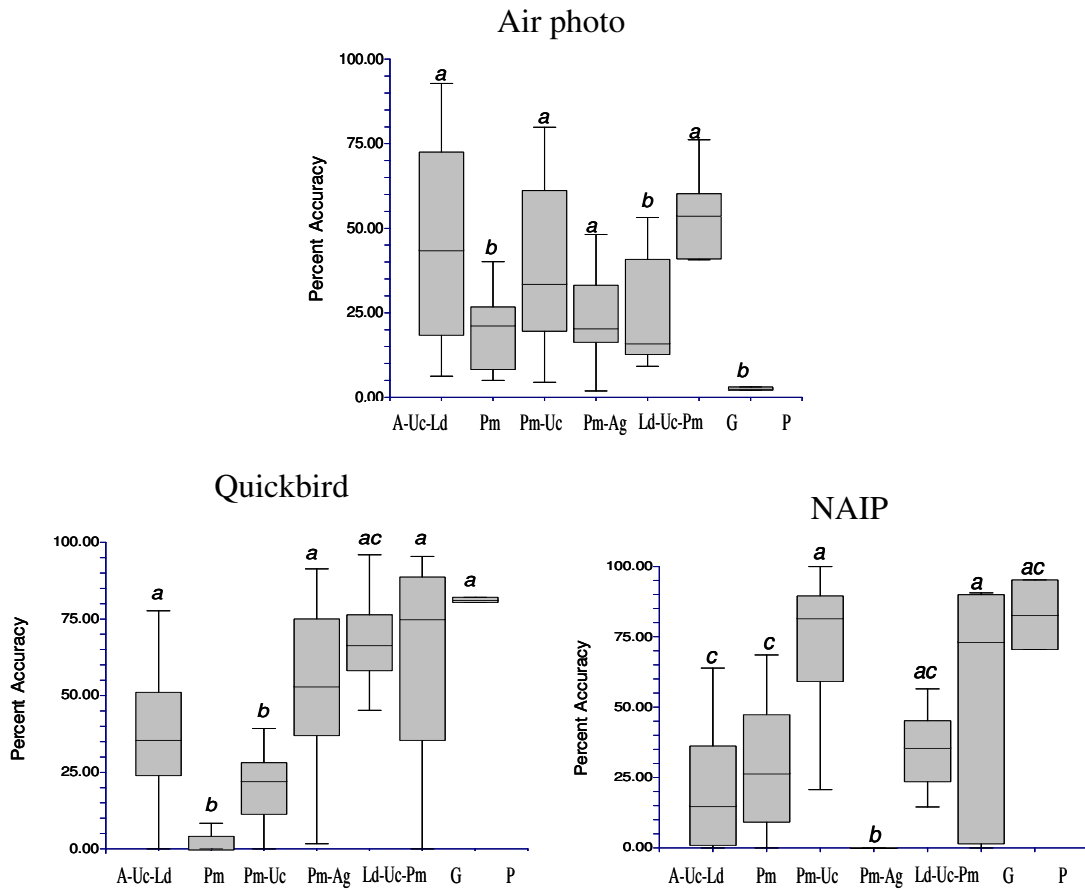 Air photo
Percent Accuracy
100.00
75.00
50.00
25.00
0.00
a
b
a
a
b
a
b
A-Uc-Ld Pm Pm-Uc Pm-Ag Ld-Uc-Pm G P
Quickbird
Percent Accuracy
100.00
75.00
50.00
25.00
0.00
a
b
b
a
ac
a
a
A-Uc-Ld Pm Pm-Uc Pm-Ag Ld-Uc-Pm G P
NAIP
Percent Accuracy
100.00
75.00
50.00
25.00
0.00
c
c
a
b
ac
a
ac
A-Uc-Ld Pm Pm-Uc Pm-Ag Ld-Uc-Pm G P